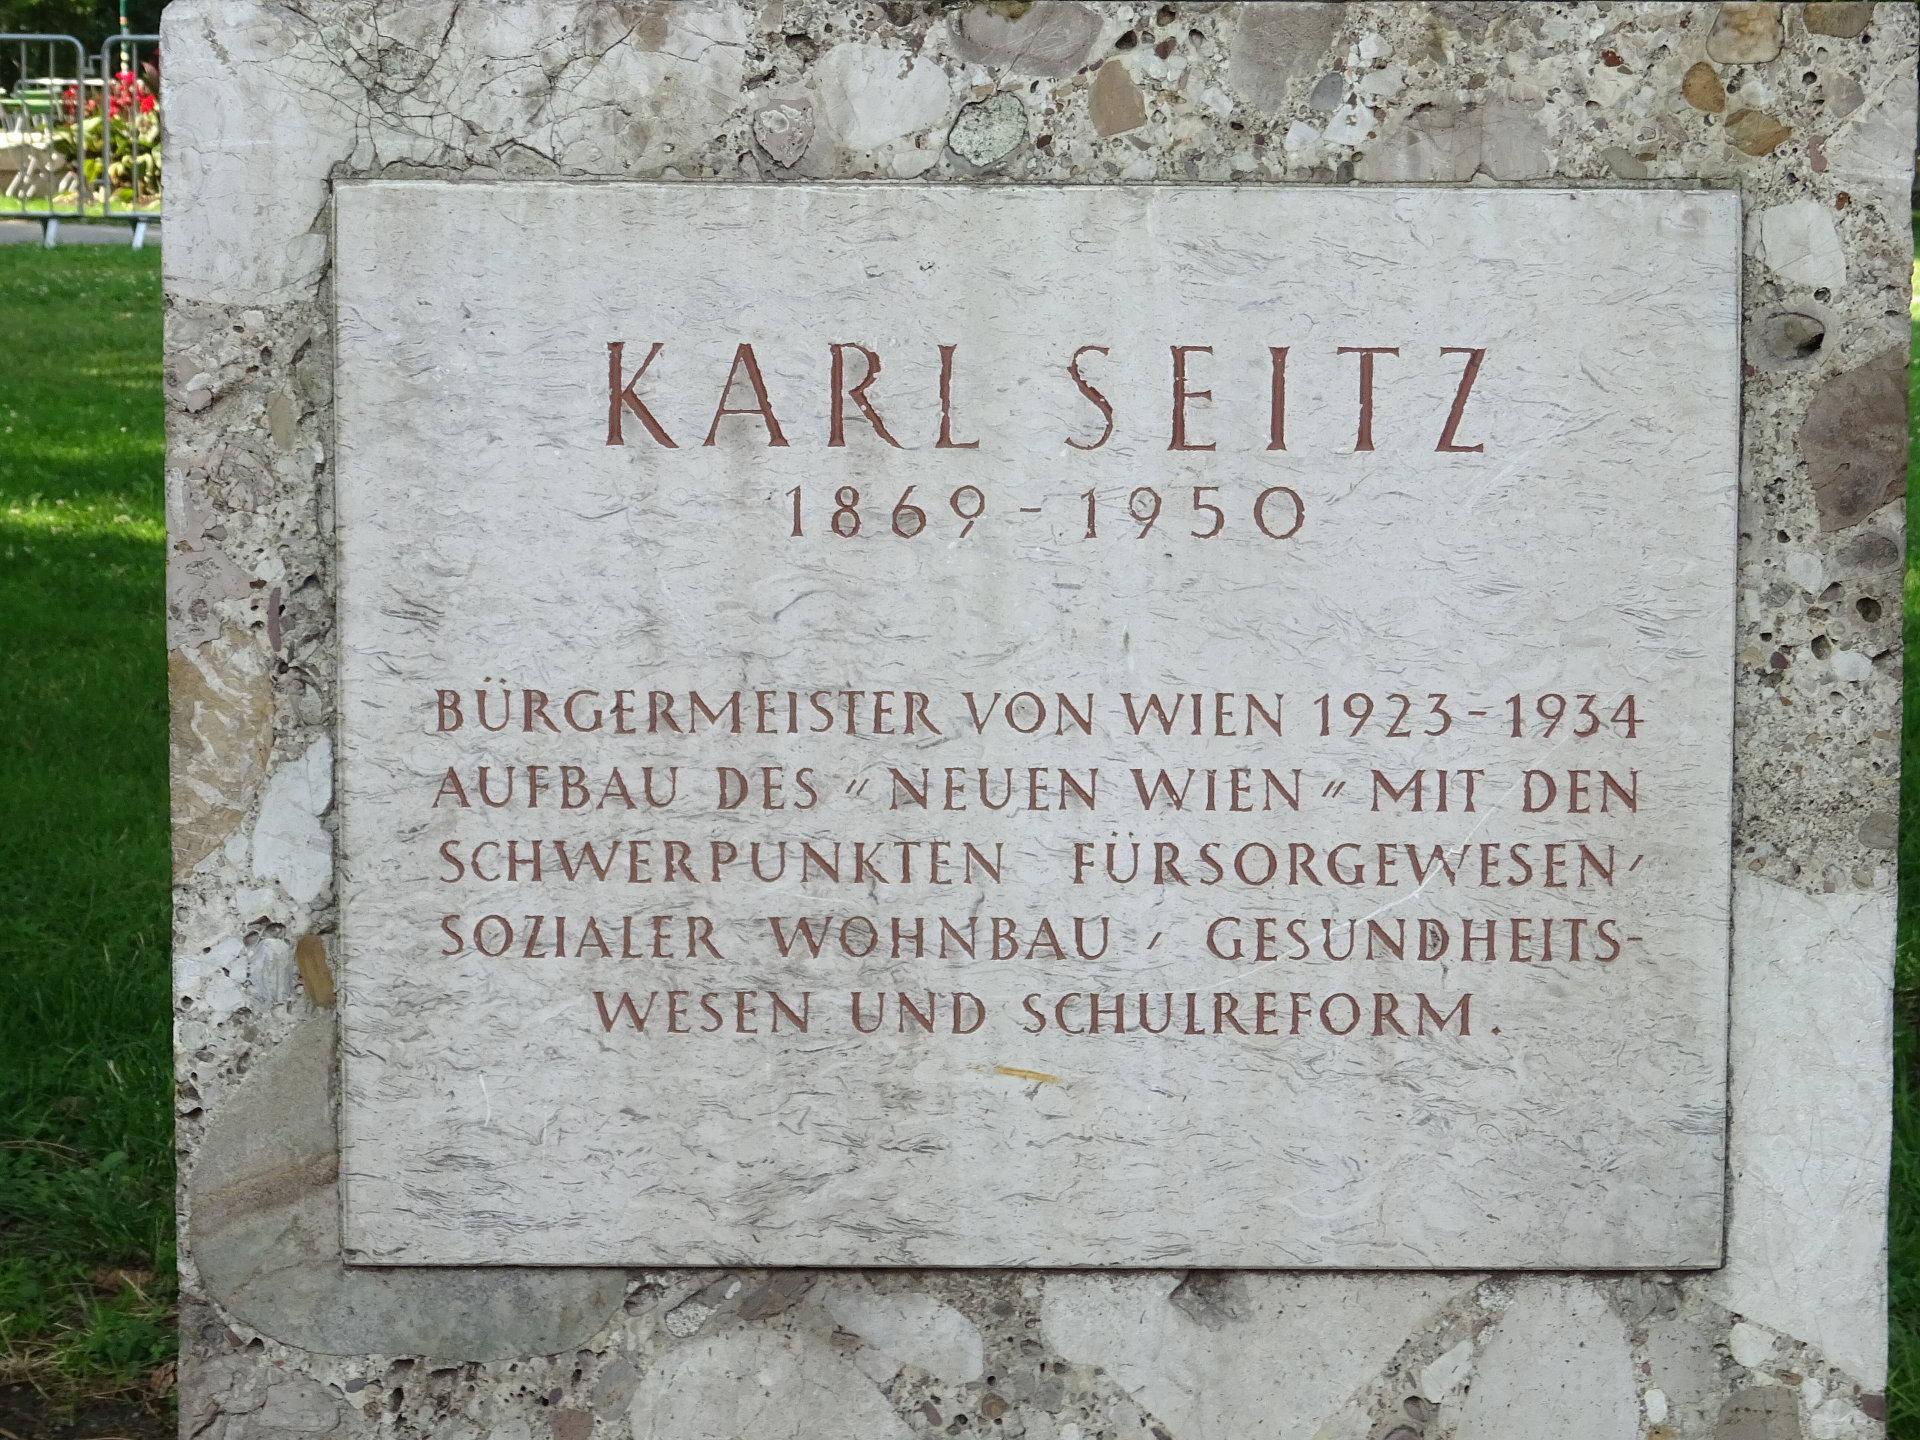 KARL SEITZ
1869-1950
BÜRGERMEISTER VON WIEN 1923-1934
AUFBAU DES "NEUEN WIEN" MIT DEN
SCHWERPUNKTEN FÜRSORGEWESEN,
SOZIALER WOHNBAU, GESUNDHEITS-
WESEN UND SCHULREFORM.